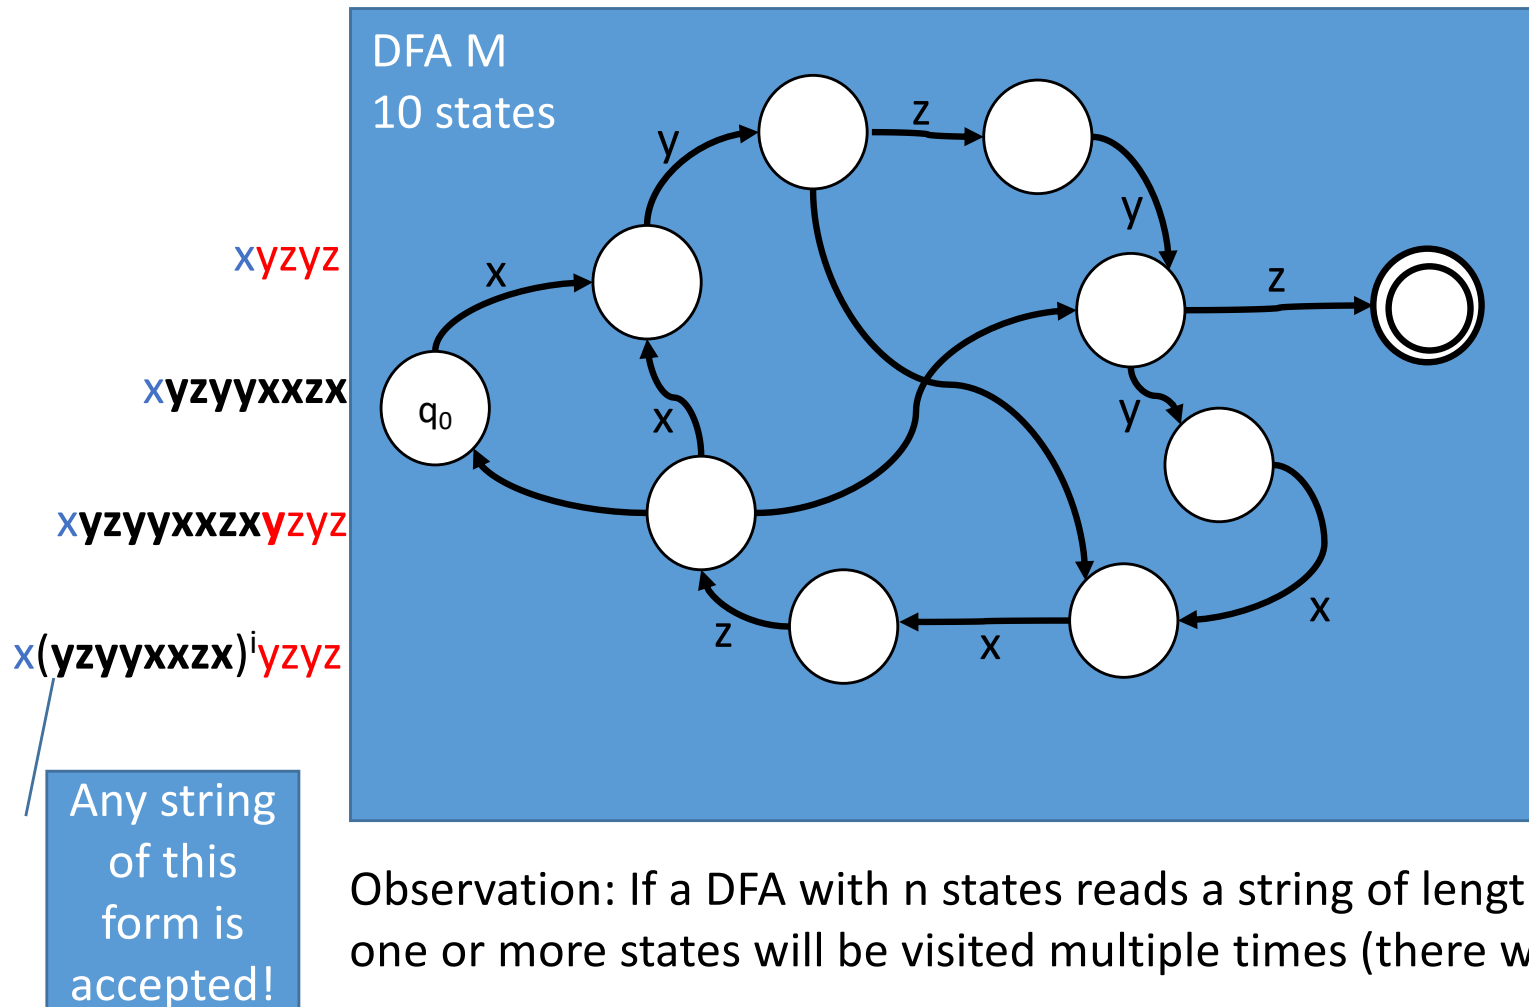 DFA M
10 states
y
z
y
xyzyz
x
z
xyzyyxxzx
q₀
x
y
xyzyyxxzxyzyz
x
z
x
x(yzyyxxzx)ⁱyzyz
Any string
of this
form is
accepted!
Observation: If a DFA with n states reads a string of
one or more states will be visited multiple times (there